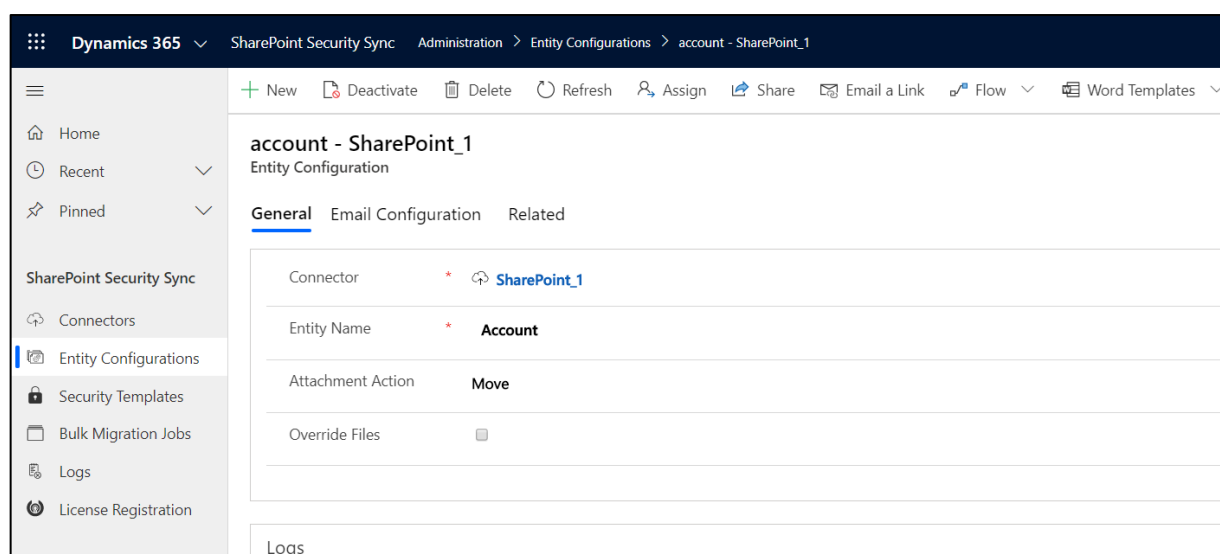 Dynamics 365 SharePoint Security Sync Administration > Entity Configurations > account - SharePoint_1
New Deactivate Delete Refresh Assign Share Email a Link Flow Word Templates
Home
Recent
Pinned
SharePoint Security Sync
Connectors
Entity Configurations
Security Templates
Bulk Migration Jobs
Logs
License Registration
account - SharePoint_1
Entity Configuration
General Email Configuration Related
Connector * SharePoint_1
Entity Name * Account
Attachment Action Move
Override Files
Logs